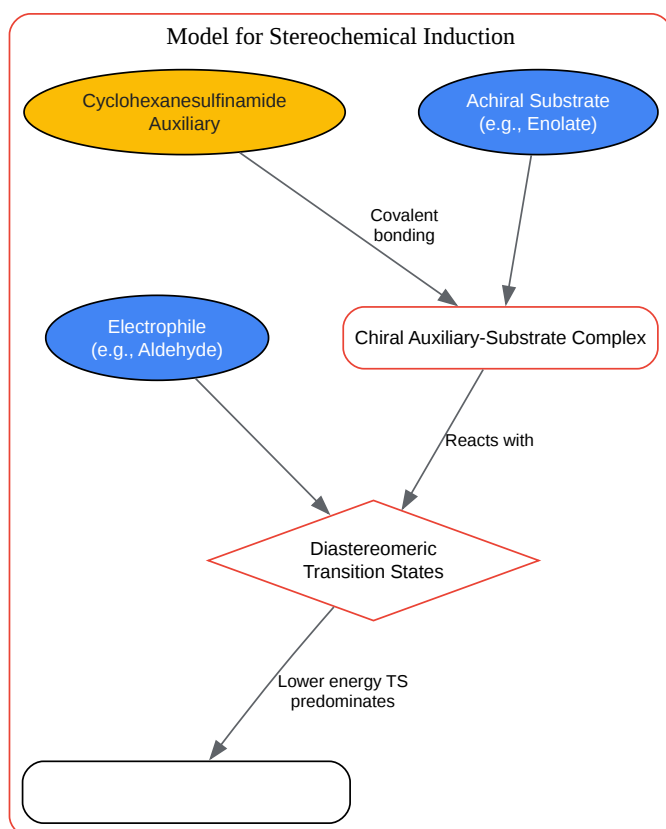 Model for Stereochemical Induction
Cyclohexanesulfinamide
Auxiliary
Achiral Substrate
(e.g., Enolate)
Covalent
bonding
Electrophile
(e.g., Aldehyde)
Chiral Auxiliary-Substrate Complex
Reacts with
Diastereomeric
Transition States
Lower energy TS
predominates